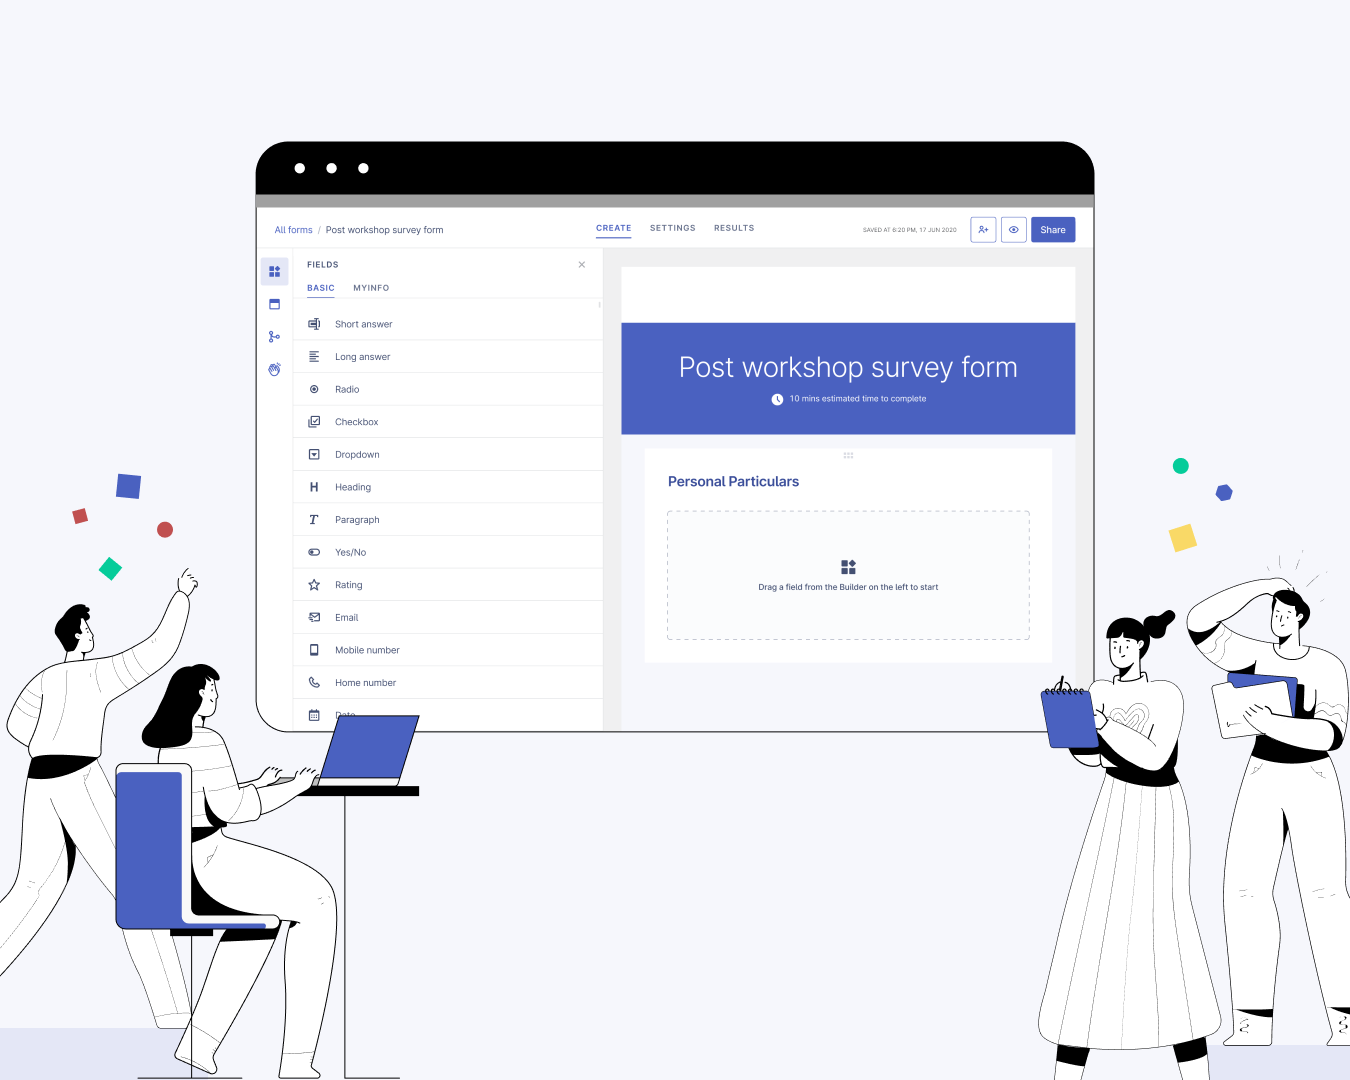 All forms / Post workshop survey form
CREATE SETTINGS RESULTS
SAVED AT 6:20 PM, 17 JUN 2020
Share
FIELDS
BASIC MYINFO
Short answer
Long answer
Radio
Checkbox
Dropdown
Heading
Paragraph
Yes/No
Rating
Email
Mobile number
Home number
Date
Post workshop survey form
10 mins estimated time to complete
Personal Particulars
Drag a field from the Builder on the left to start